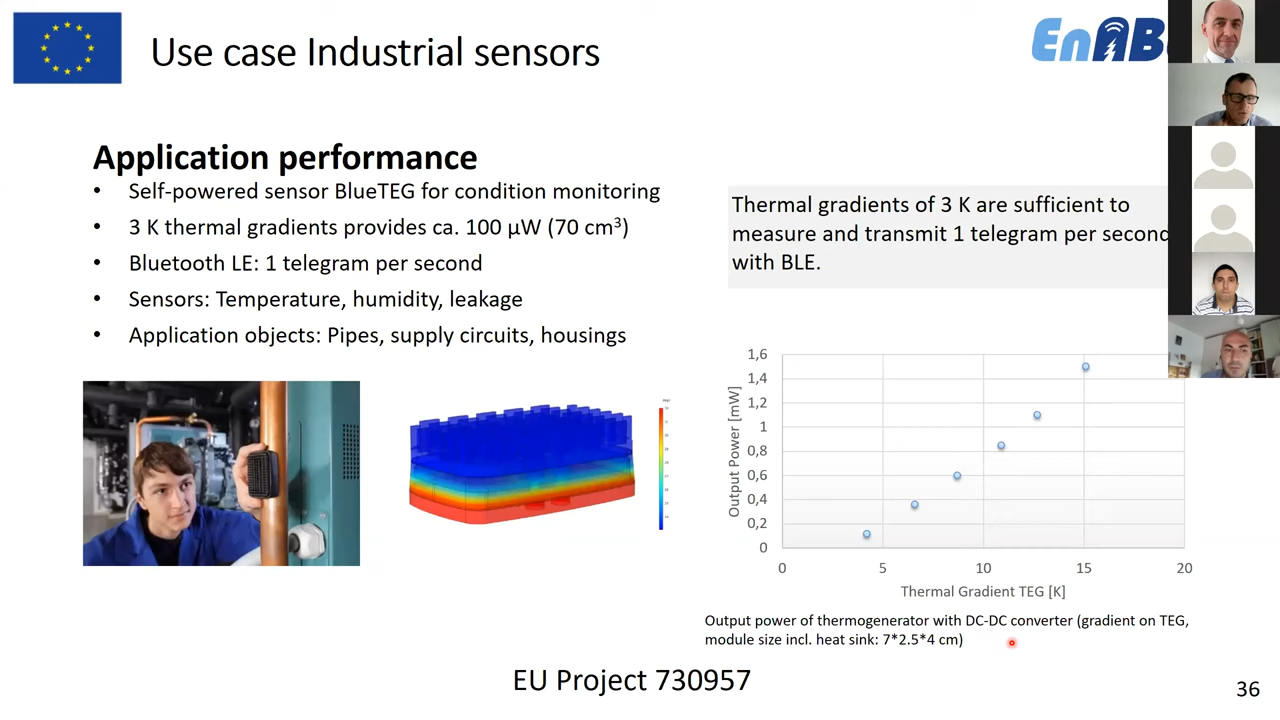 Use case Industrial sensors
EnAB
Application performance
• Self-powered sensor BlueTEG for condition monitoring
• 3 K thermal gradients provides ca. 100 µW (70 cm³)
• Bluetooth LE: 1 telegram per second
• Sensors: Temperature, humidity, leakage
• Application objects: Pipes, supply circuits, housings
Thermal gradients of 3 K are sufficient to
measure and transmit 1 telegram per second
with BLE.
1,6
1,4
1,2
1
0,8
0,6
0,4
0,2
0
Output Power [mW]
0 5 10 15 20
Thermal Gradient TEG [K]
Output power of thermogenerator with DC-DC converter (gradient on TEG,
module size incl. heat sink: 7*2.5*4 cm)
EU Project 730957
36